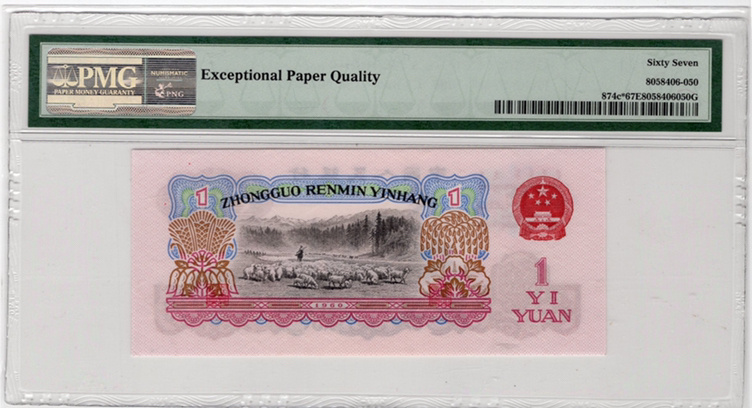 PMG
PAPER MONEY GUARANTY
NUMISMATIC
PNG
Exceptional Paper Quality
Sixty Seven
8058406-050
874c*67E8058406050G
1
ZHONGGUO RENMIN YINHANG
1
1960
1
YI
YUAN